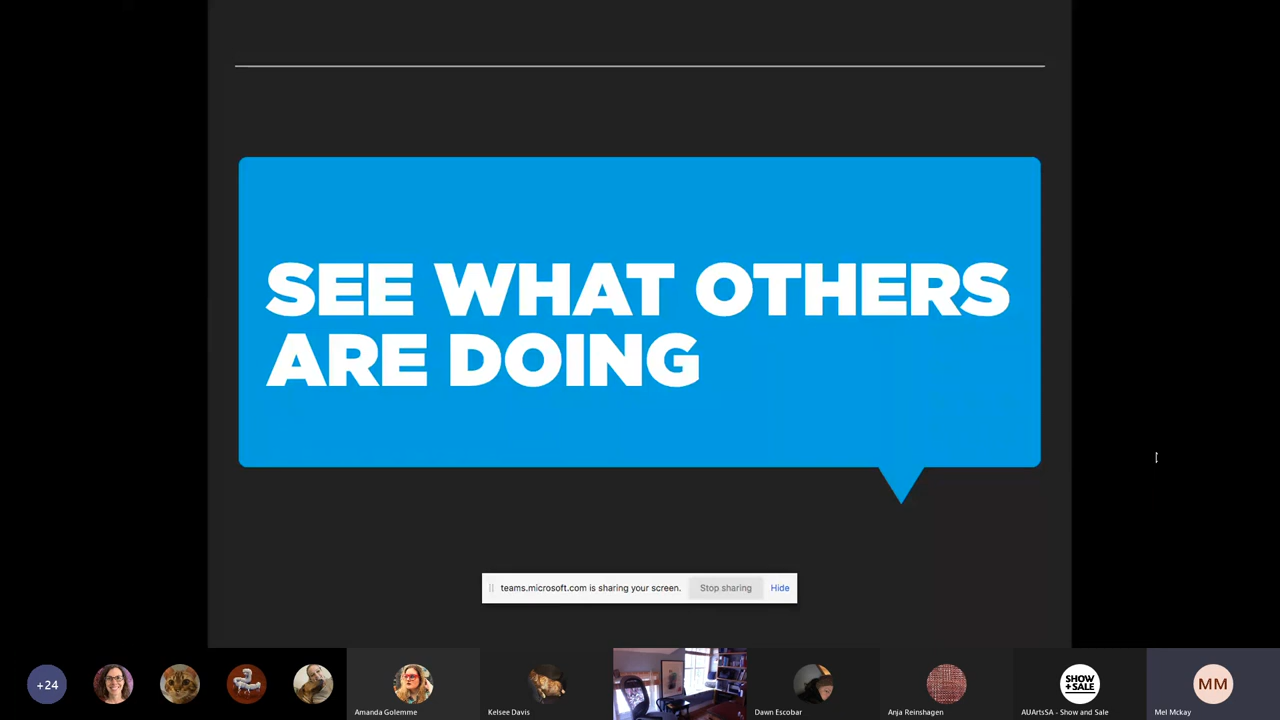 SEE WHAT OTHERS
ARE DOING
teams.microsoft.com is sharing your screen. Stop sharing Hide
+24
Amanda Golemme
Kelsee Davis
Dawn Escobar
Anja Reinshagen
SHOW
+SALE
AUArtsSA - Show and Sale
MM
Mel Mckay